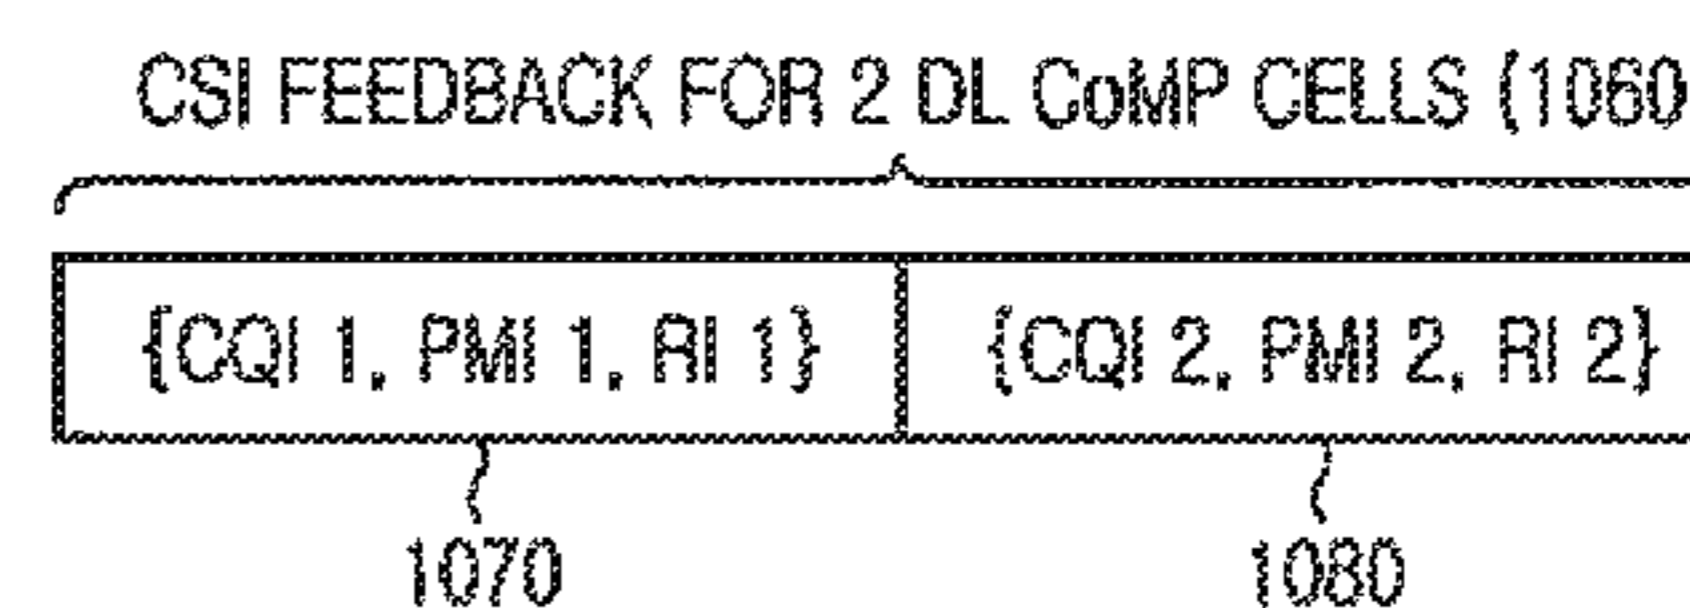 CSI FEEDBACK FOR 2 DL CoMP CELLS (1060
{CQI 1, PMI 1, RI 1} {CQI 2, PMI 2, RI 2}
1070 1080